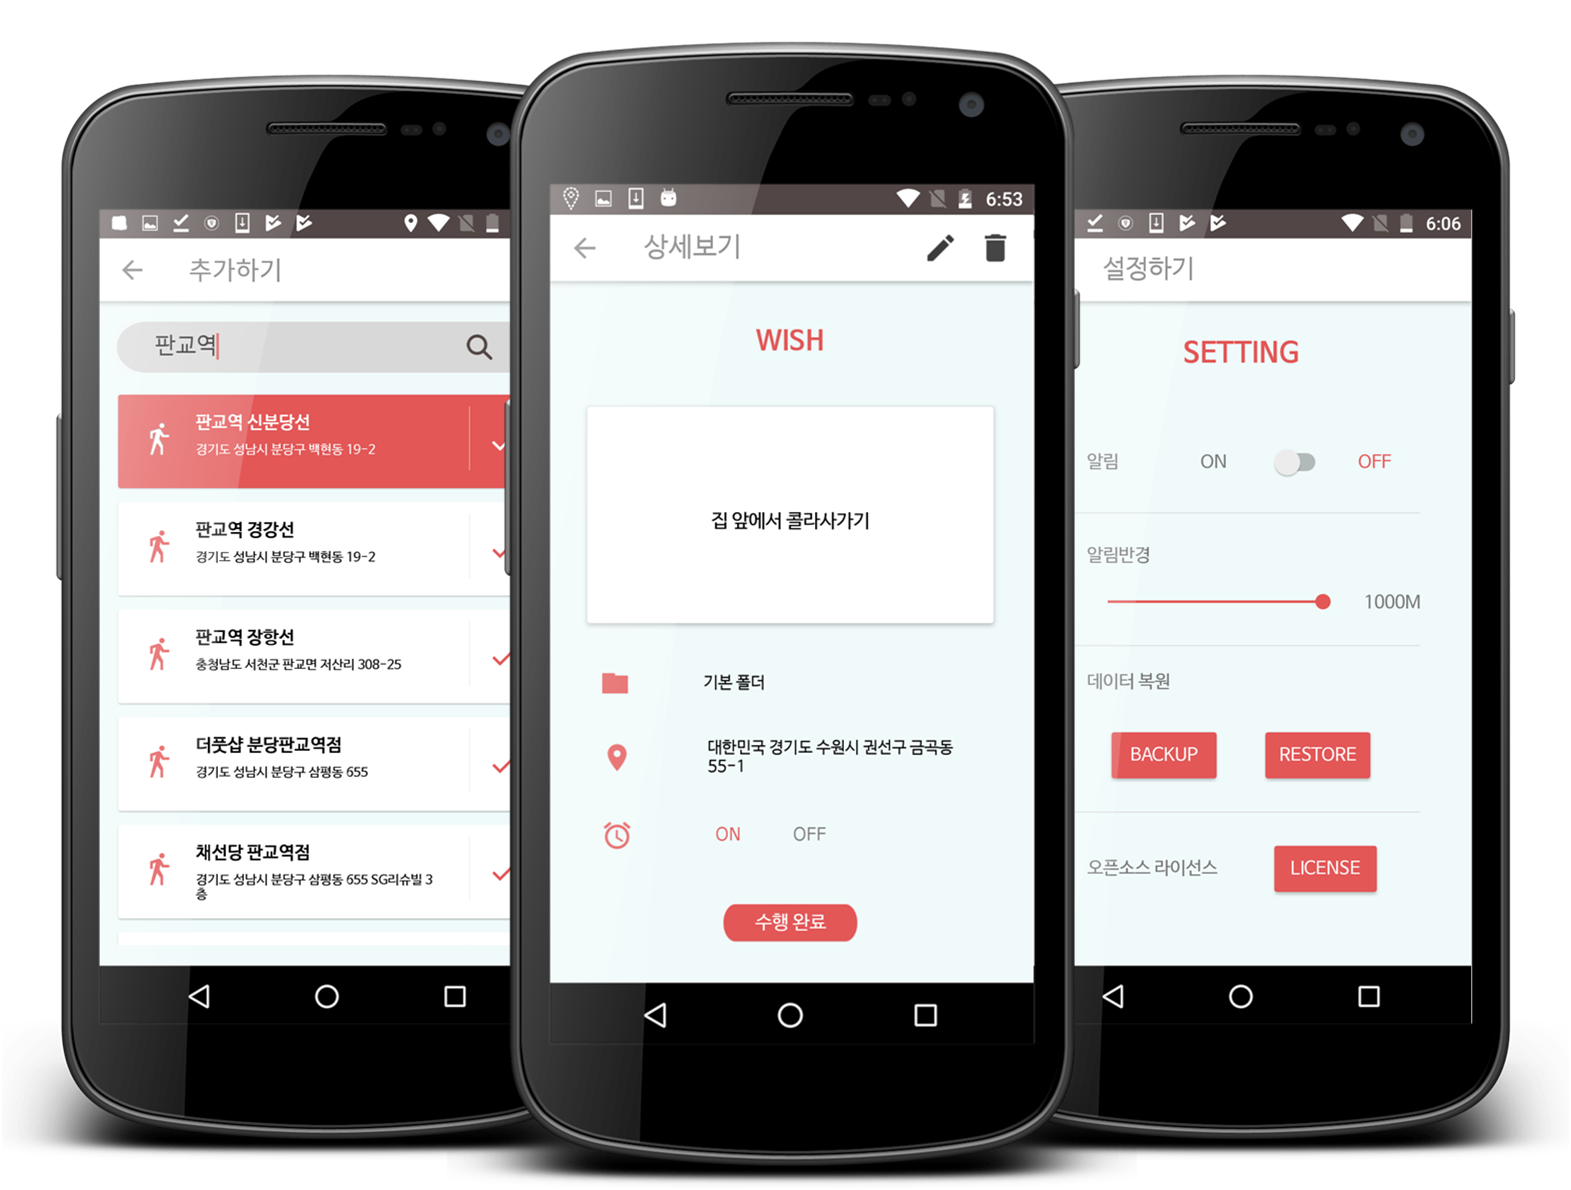 추가하기
판교역
판교역 신분당선
경기도 성남시 분당구 백현동 19-2
판교역 경강선
경기도 성남시 분당구 백현동 19-2
판교역 장항선
충청남도 서천군 판교면 저산리 308-25
더풋샵 분당판교역점
경기도 성남시 분당구 삼평동 655
채선당 판교역점
경기도 성남시 분당구 삼평동 655 SG리슈빌 3
층
6:53
상세보기
WISH
집 앞에서 콜라사가기
기본 폴더
대한민국 경기도 수원시 권선구 금곡동
55-1
ON OFF
수행 완료
6:06
설정하기
SETTING
알림 ON OFF
알림반경
1000M
데이터 복원
BACKUP RESTORE
오픈소스 라이선스 LICENSE